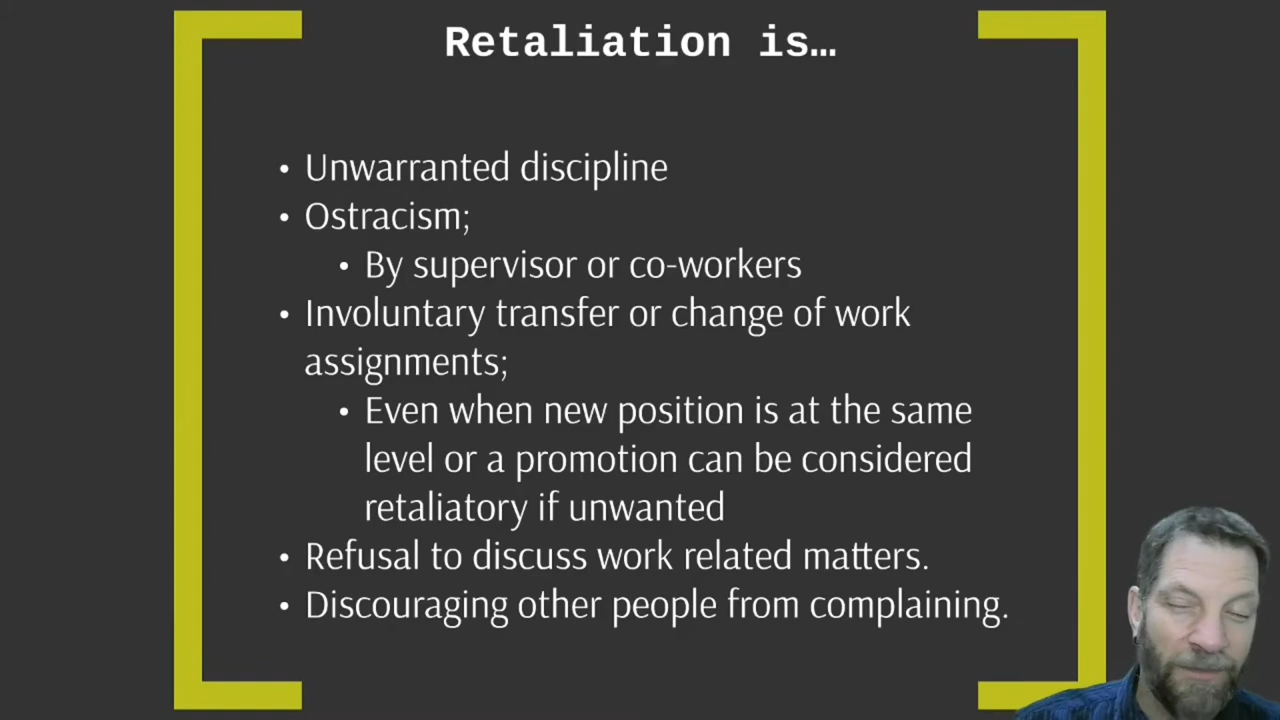 Retaliation is…
• Unwarranted discipline
• Ostracism;
• By supervisor or co-workers
• Involuntary transfer or change of work
assignments;
• Even when new position is at the same
level or a promotion can be considered
retaliatory if unwanted
• Refusal to discuss work related matters.
• Discouraging other people from complaining.